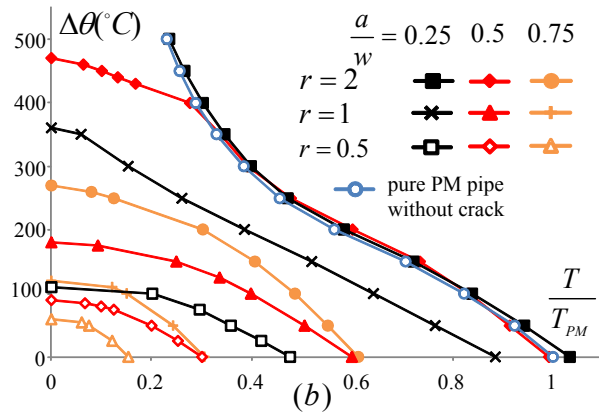 Δθ(°C)
a/w = 0.25 0.5 0.75
r = 2
r = 1
r = 0.5
pure PM pipe
without crack
500
400
300
200
100
0
T/T_PM
0 0.2 0.4 0.6 0.8 1
(b)